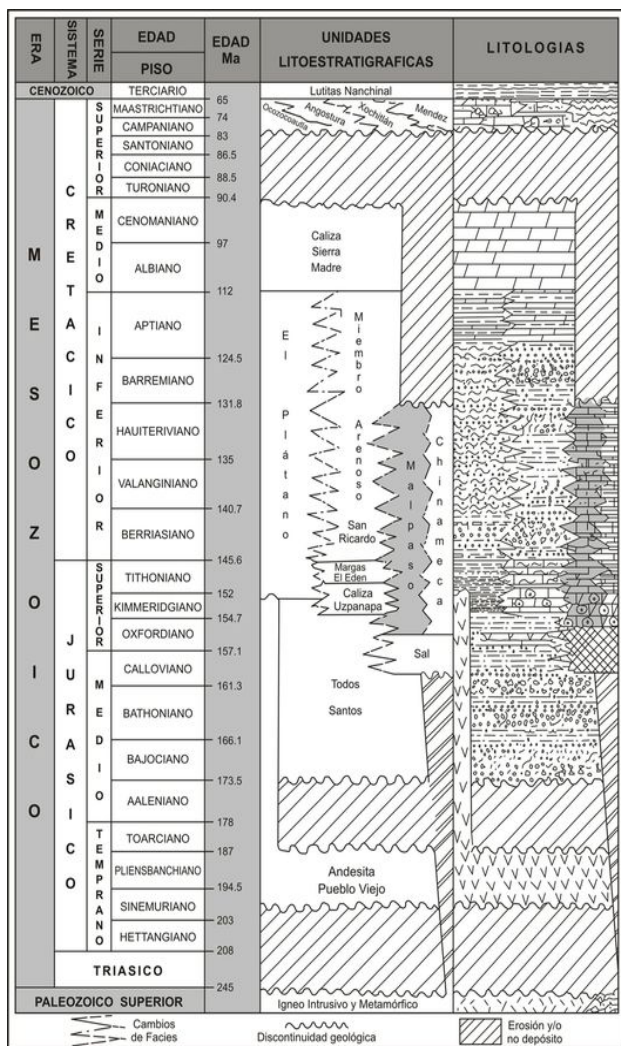 ERA
SISTEMA
SERIE
EDAD
PISO
EDAD
Ma
UNIDADES
LITOESTRATIGRAFICAS
LITOLOGIAS
CENOZOICO
TERCIARIO
Lutitas Nanchinal
65
MESOZOICO
CRETACICO
SUPERIOR
MAASTRICHTIANO
74
CAMPANIANO
83
SANTONIANO
86.5
CONIACIANO
88.5
TURONIANO
90.4
Ocozocoautla
Angostura
Xochitlán
Mendez
MEDIO
CENOMANIANO
97
ALBIANO
112
Caliza
Sierra
Madre
INFERIOR
APTIANO
124.5
BARREMIANO
131.8
HAUITERIVIANO
135
VALANGINIANO
140.7
BERRIASIANO
145.6
El Plátano
Miembro Arenoso
San
Ricardo
Malpaso
Chinameca
JURASICO
SUPERIOR
TITHONIANO
152
KIMMERIDGIANO
154.7
OXFORDIANO
157.1
Margas
El Eden
Caliza
Uzpanapa
Sal
MEDIO
CALLOVIANO
161.3
BATHONIANO
166.1
BAJOCIANO
173.5
AALENIANO
178
Todos
Santos
TEMPRANO
TOARCIANO
187
PLIENSBANCHIANO
194.5
SINEMURIANO
203
HETTANGIANO
208
Andesita
Pueblo Viejo
TRIASICO
245
PALEOZOICO SUPERIOR
Igneo Intrusivo y Metamórfico
Cambios
de Facies
Discontinuidad geológica
Erosión y/o
no depósito